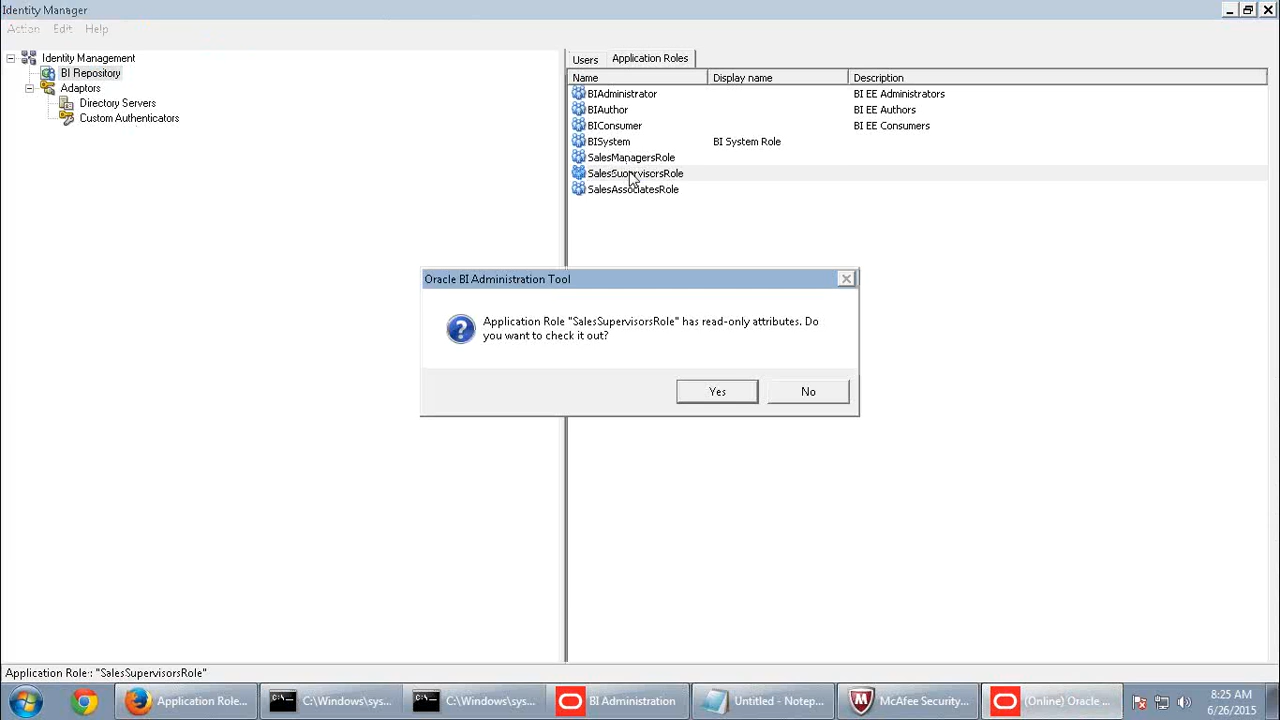 Identity Manager
Action Edit Help
Identity Management
BI Repository
Adaptors
Directory Servers
Custom Authenticators
Users Application Roles
Name Display name Description
BIAdministrator BI EE Administrators
BIAuthor BI EE Authors
BIConsumer BI EE Consumers
BISystem BI System Role
SalesManagersRole
SalesSupervisorsRole
SalesAssociatesRole
Oracle BI Administration Tool
Application Role "SalesSupervisorsRole" has read-only attributes. Do
you want to check it out?
Yes No
Application Role : "SalesSupervisorsRole"
Application Role... C:\Windows\sys... C:\Windows\sys... BI Administration Untitled - Notep... McAfee Security... (Online) Oracle ...
8:25 AM
6/26/2015